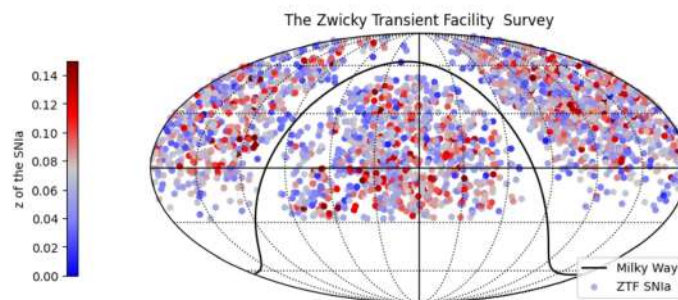 The Zwicky Transient Facility Survey
z of the SNIa
0.14
0.12
0.10
0.08
0.06
0.04
0.02
0.00
Milky Way
ZTF SNIa